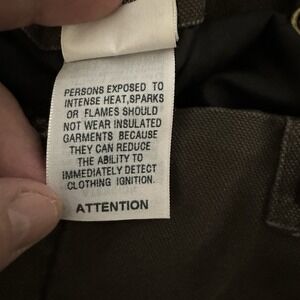 PERSONS EXPOSED TO
INTENSE HEAT,SPARKS
OR FLAMES SHOULD
NOT WEAR INSULATED
GARMENTS BECAUSE
THEY CAN REDUCE
THE ABILITY TO
IMMEDIATELY DETECT
CLOTHING IGNITION.
ATTENTION